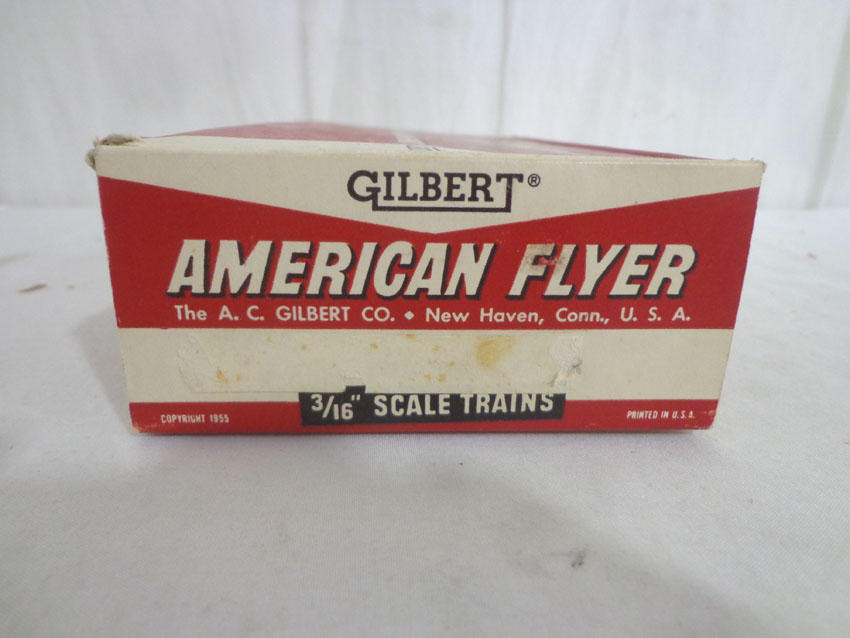 GILBERT®
AMERICAN FLYER
The A. C. GILBERT CO. • New Haven, Conn., U. S. A.
3/16" SCALE TRAINS
COPYRIGHT 1955
PRINTED IN U.S.A.